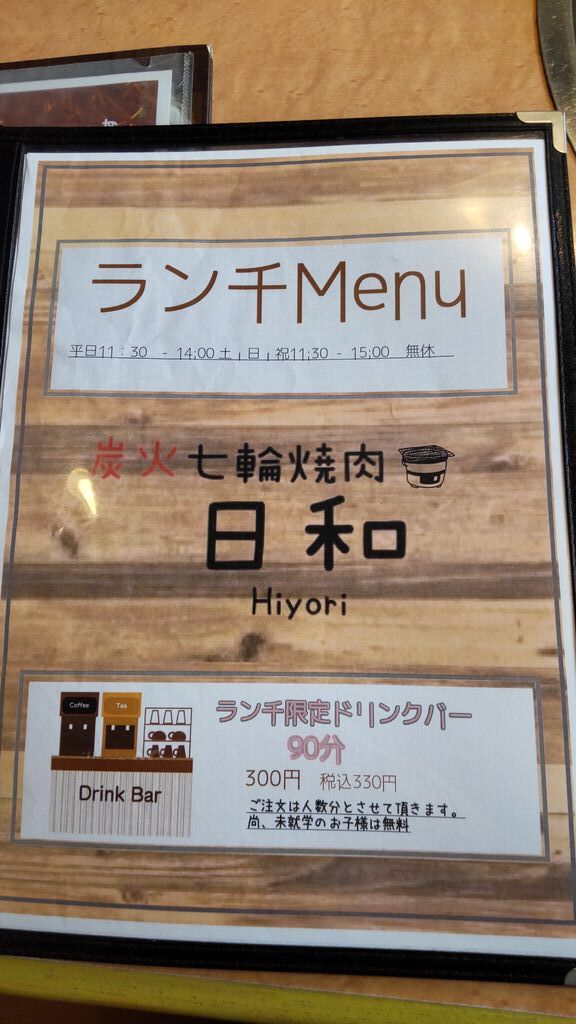 ランチMenu
平日11：30 - 14;00 土，日，祝11;30 - 15;00 無休
炭火七輪焼肉
日和
Hiyori
Coffee
Tea
Drink Bar
ランチ限定ドリンクバー
90分
300円 税込330円
ご注文は人数分とさせて頂きます。
尚、未就学のお子様は無料